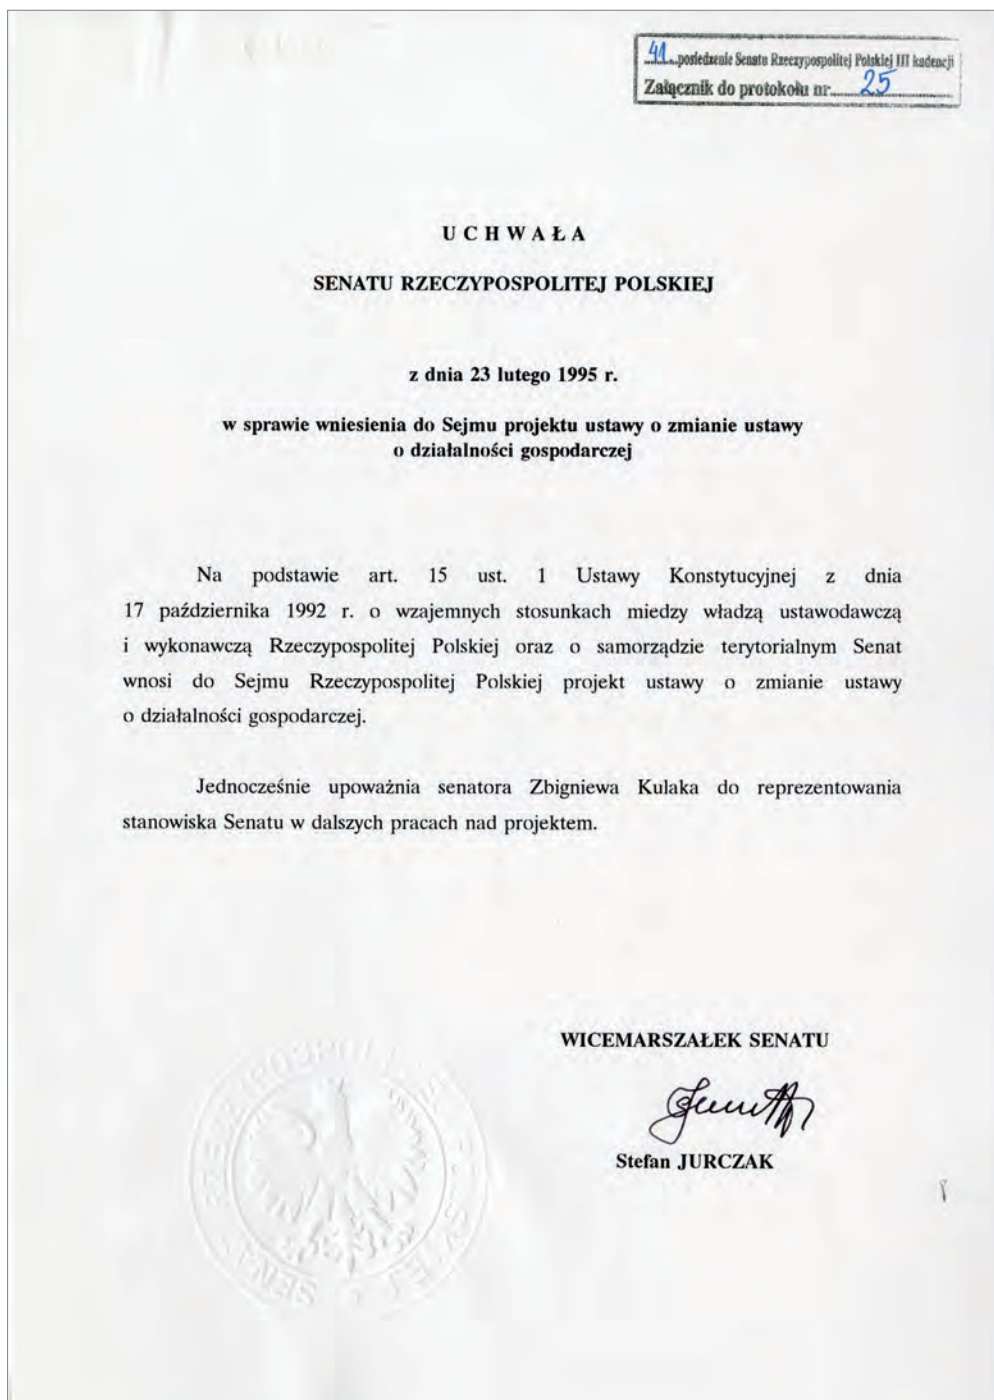 41 posiedzenie Senatu Rzeczypospolitej Polskiej III kadencji
Załącznik do protokołu nr 25
UCHWAŁA
SENATU RZECZYPOSPOLITEJ POLSKIEJ
z dnia 23 lutego 1995 r.
w sprawie wniesienia do Sejmu projektu ustawy o zmianie ustawy
o działalności gospodarczej
Na podstawie art. 15 ust. 1 Ustawy Konstytucyjnej z dnia
17 października 1992 r. o wzajemnych stosunkach miedzy władzą ustawodawczą
i wykonawczą Rzeczypospolitej Polskiej oraz o samorządzie terytorialnym Senat
wnosi do Sejmu Rzeczypospolitej Polskiej projekt ustawy o zmianie ustawy
o działalności gospodarczej.
Jednocześnie upoważnia senatora Zbigniewa Kulaka do reprezentowania
stanowiska Senatu w dalszych pracach nad projektem.
WICEMARSZAŁEK SENATU
Stefan JURCZAK